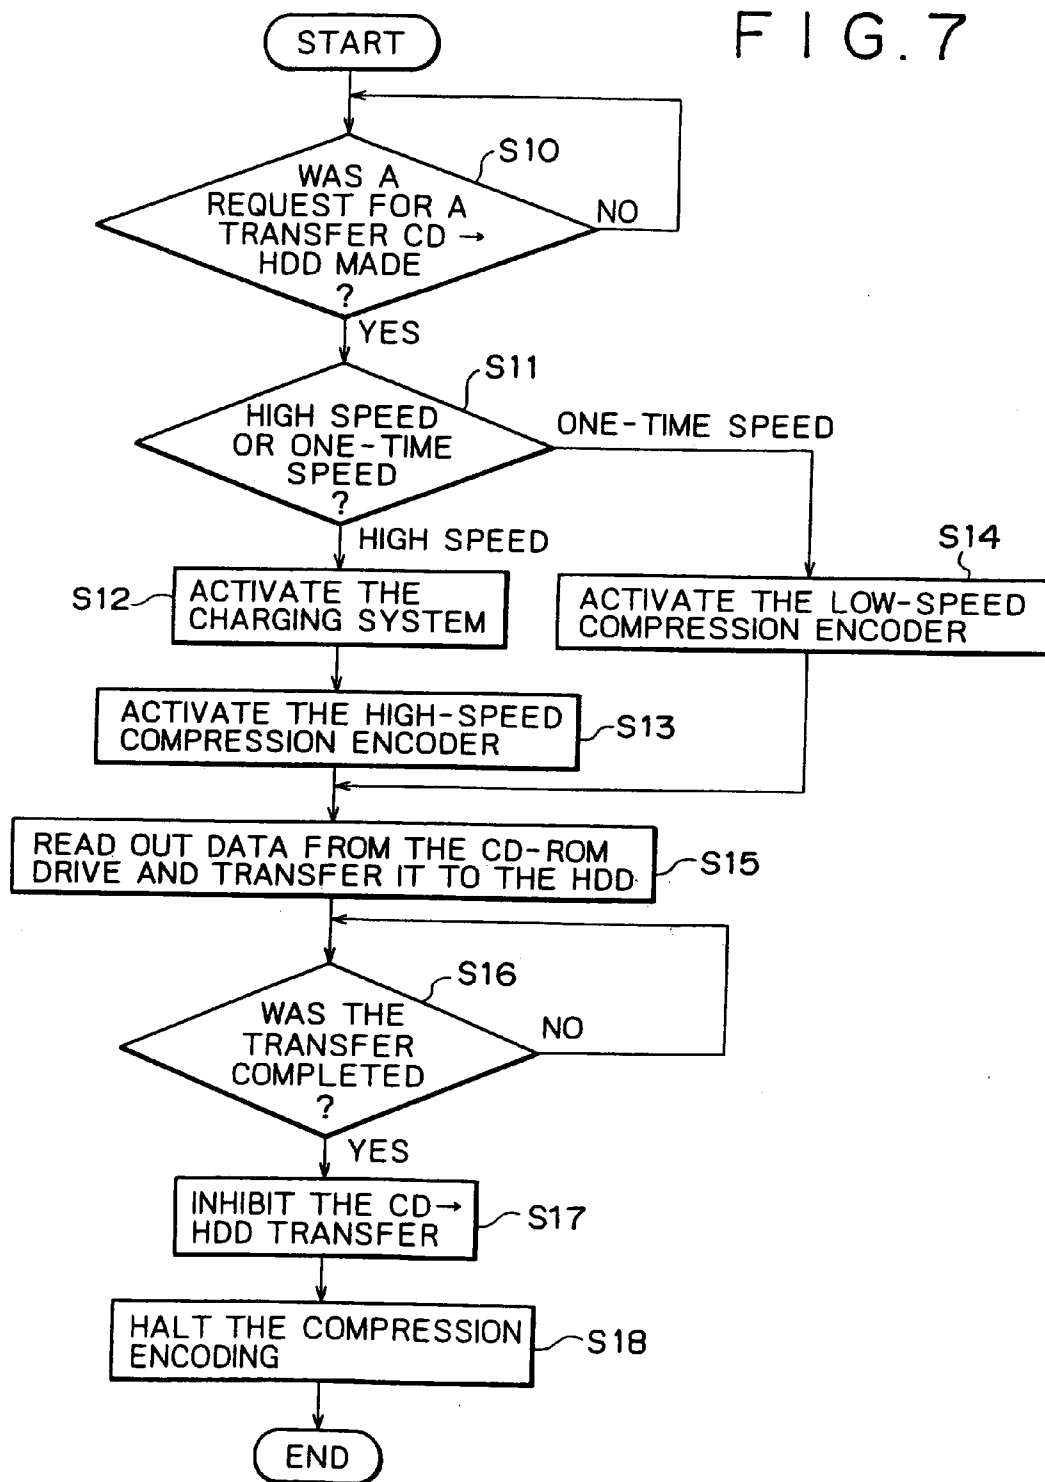 FIG.7
START
S10
WAS A
REQUEST FOR A
TRANSFER CD →
HDD MADE
?
NO
YES
S11
HIGH SPEED
OR ONE-TIME
SPEED
?
ONE-TIME SPEED
HIGH SPEED
S12
ACTIVATE THE
CHARGING SYSTEM
S14
ACTIVATE THE LOW-SPEED
COMPRESSION ENCODER
ACTIVATE THE HIGH-SPEED
COMPRESSION ENCODER
S13
READ OUT DATA FROM THE CD-ROM
DRIVE AND TRANSFER IT TO THE HDD
S15
S16
WAS THE
TRANSFER
COMPLETED
?
NO
YES
INHIBIT THE CD→
HDD TRANSFER
S17
HALT THE COMPRESSION
ENCODING
S18
END